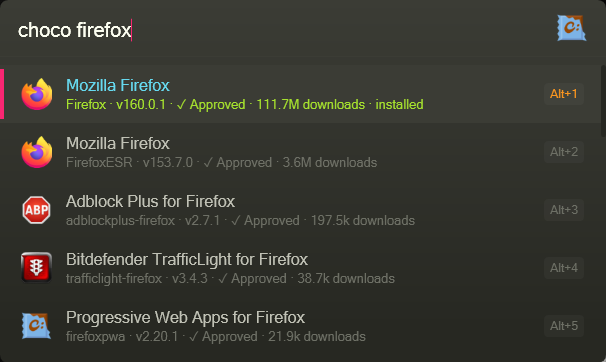 choco firefox
Mozilla Firefox
Firefox · v160.0.1 · ✓ Approved · 111.7M downloads · installed
Alt+1
Mozilla Firefox
FirefoxESR · v153.7.0 · ✓ Approved · 3.6M downloads
Alt+2
ABP
Adblock Plus for Firefox
adblockplus-firefox · v2.7.1 · ✓ Approved · 197.5k downloads
Alt+3
Bitdefender TrafficLight for Firefox
trafficlight-firefox · v3.4.3 · ✓ Approved · 38.7k downloads
Alt+4
Progressive Web Apps for Firefox
firefoxpwa · v2.20.1 · ✓ Approved · 21.9k downloads
Alt+5